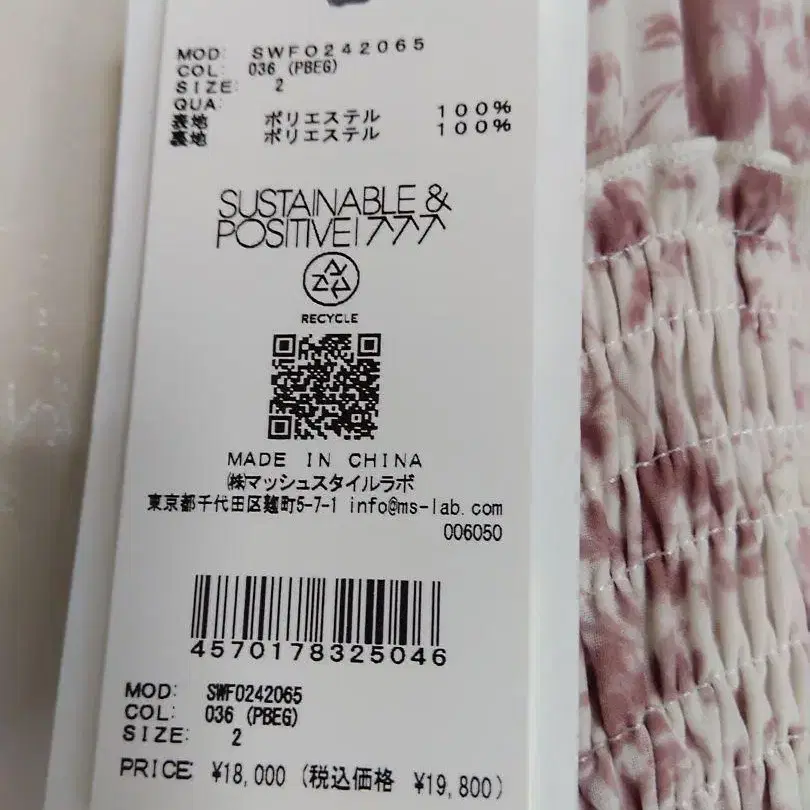 MOD: SWFO242065
COL: 036 (PBEG)
SIZE: 2
QUA:
表地 ポリエステル 100%
裏地 ポリエステル 100%
SUSTAINABLE &
POSITIVE! ↗↗↗
RECYCLE
MADE IN CHINA
㈱マッシュスタイルラボ
東京都千代田区麹町5-7-1 info@ms-lab.com
006050
4570178325046
MOD: SWFO242065
COL: 036 (PBEG)
SIZE: 2
PRICE ¥18,000 (税込価格 ¥19,800)